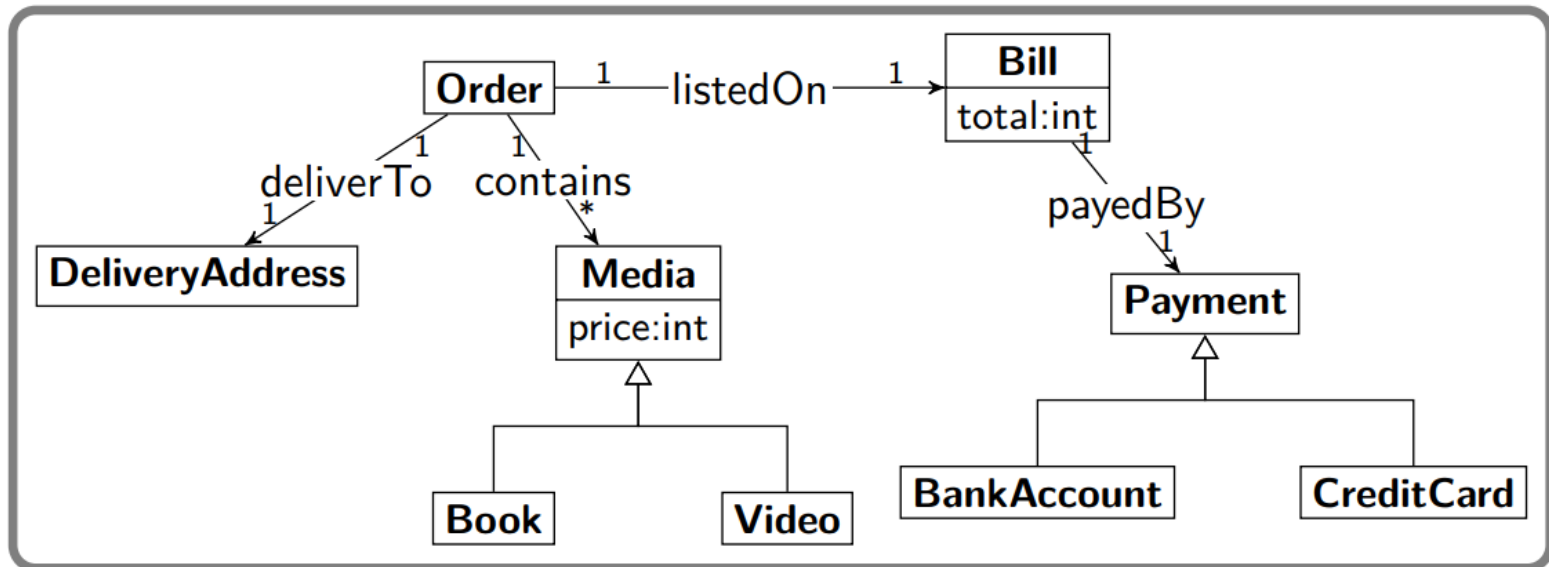 Bill
Order
1
listedOn
1
total:int
1
1
1
deliverTo
contains
payedBy
1
*
1
DeliveryAddress
Media
price:int
Payment
Book
Video
BankAccount
CreditCard